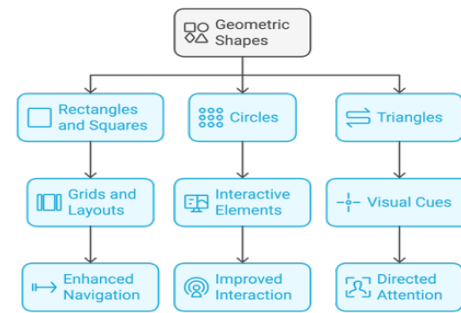 Geometric
Shapes
Rectangles
and Squares
Circles
Triangles
Grids and
Layouts
Interactive
Elements
Visual Cues
Enhanced
Navigation
Improved
Interaction
Directed
Attention